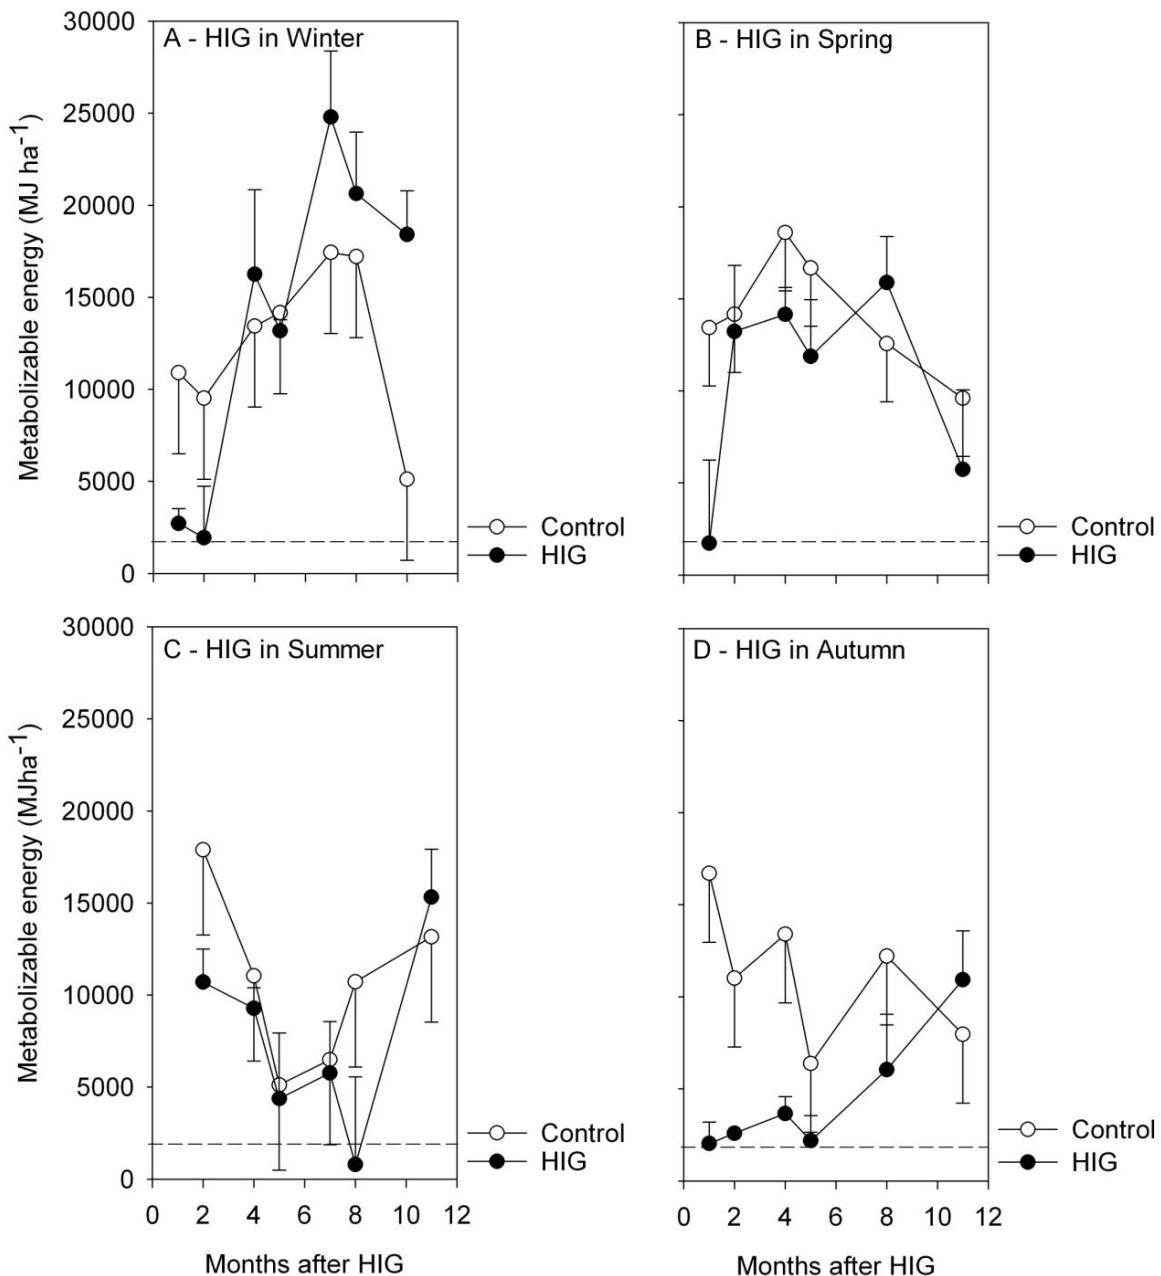 A - HIG in Winter
Metabolizable energy (MJ ha⁻¹)
30000
25000
20000
15000
10000
5000
0
Control
HIG
B - HIG in Spring
Control
HIG
C - HIG in Summer
Metabolizable energy (MJha⁻¹)
30000
25000
20000
15000
10000
5000
0
0 2 4 6 8 10 12
Months after HIG
Control
HIG
D - HIG in Autumn
0 2 4 6 8 10 12
Months after HIG
Control
HIG